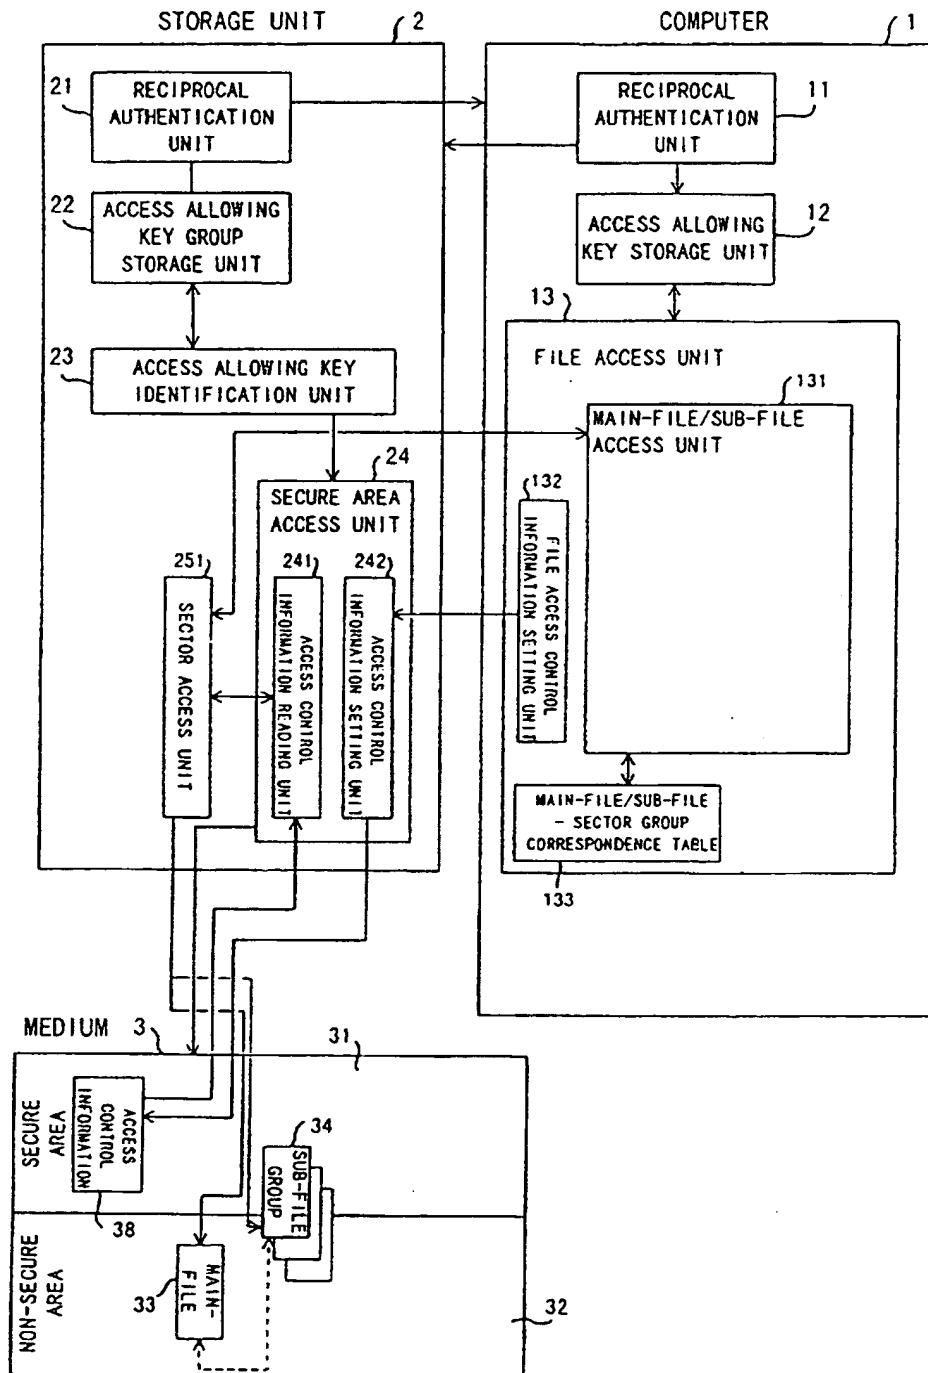 STORAGE UNIT
2
21
RECIPROCAL
AUTHENTICATION
UNIT
22
ACCESS ALLOWING
KEY GROUP
STORAGE UNIT
23
ACCESS ALLOWING KEY
IDENTIFICATION UNIT
24
SECURE AREA
ACCESS UNIT
251
SECTOR ACCESS UNIT
241
ACCESS CONTROL
INFORMATION READING UNIT
242
ACCESS CONTROL
INFORMATION SETTING UNIT
COMPUTER
1
RECIPROCAL
AUTHENTICATION
UNIT
11
ACCESS ALLOWING
KEY STORAGE UNIT
12
13
FILE ACCESS UNIT
131
MAIN-FILE/SUB-FILE
ACCESS UNIT
132
FILE ACCESS CONTROL
INFORMATION SETTING UNIT
MAIN-FILE/SUB-FILE
- SECTOR GROUP
CORRESPONDENCE TABLE
133
MEDIUM
3
31
SECURE
AREA
ACCESS
CONTROL
INFORMATION
38
34
SUB-FILE
GROUP
NON-SECURE
AREA
33
MAIN-
FILE
32